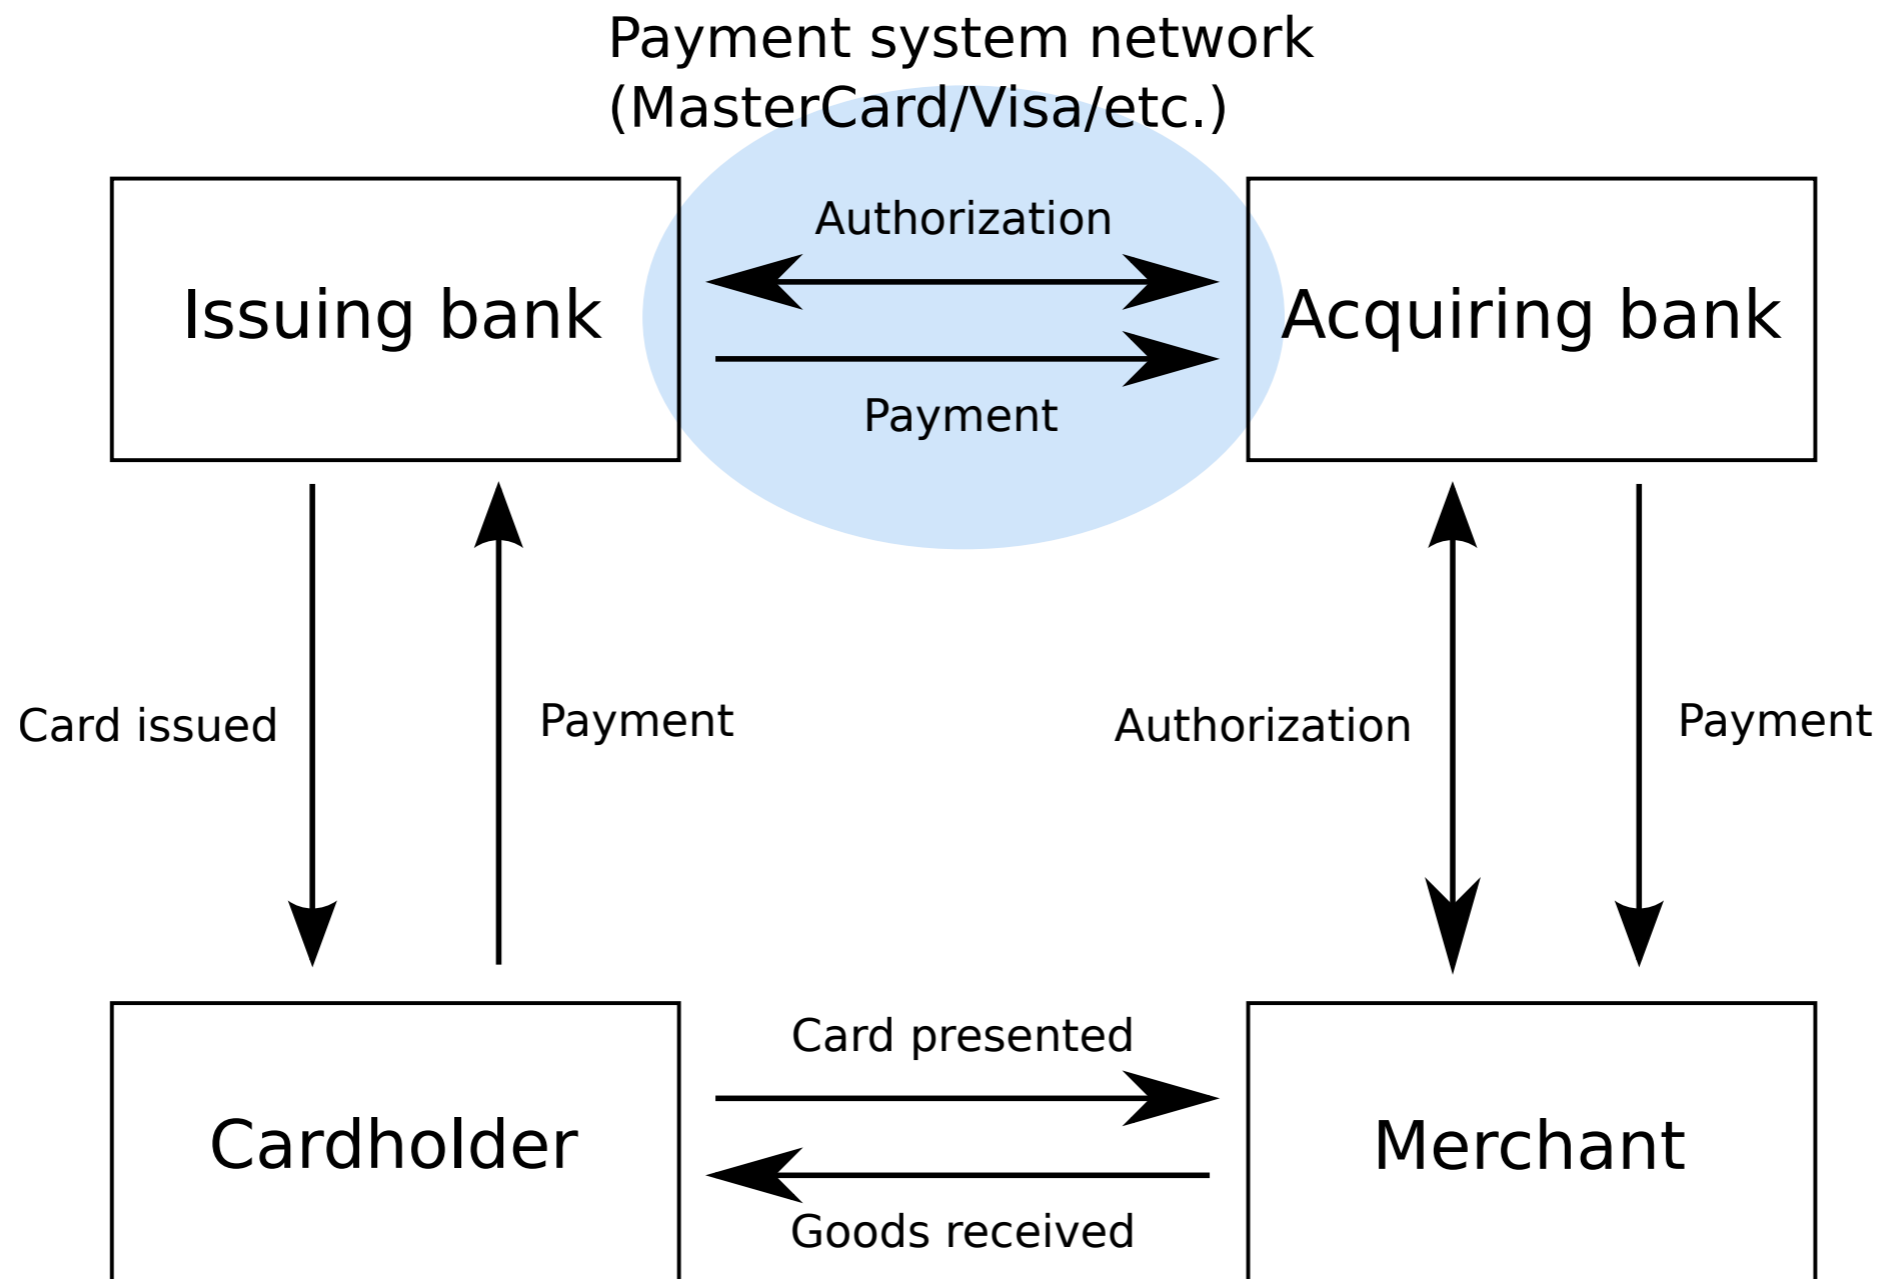 Payment system network
(MasterCard/Visa/etc.)
Authorization
Issuing bank
Acquiring bank
Payment
Card issued
Payment
Authorization
Payment
Card presented
Cardholder
Merchant
Goods received